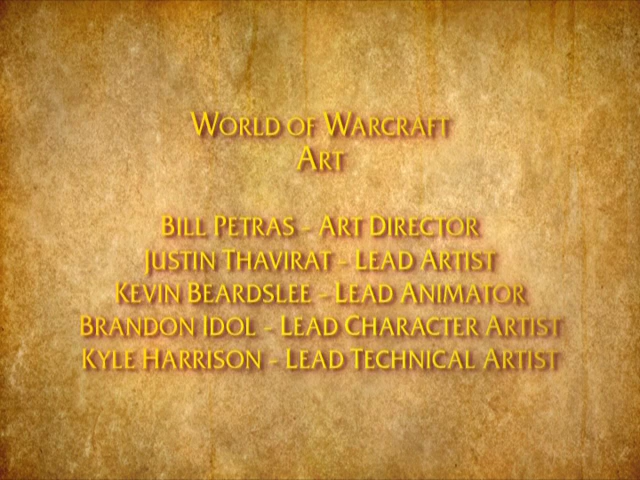 World of Warcraft
Art
Bill Petras - Art Director
Justin Thavirat - Lead Artist
Kevin Beardslee - Lead Animator
Brandon Idol - Lead Character Artist
Kyle Harrison - Lead Technical Artist